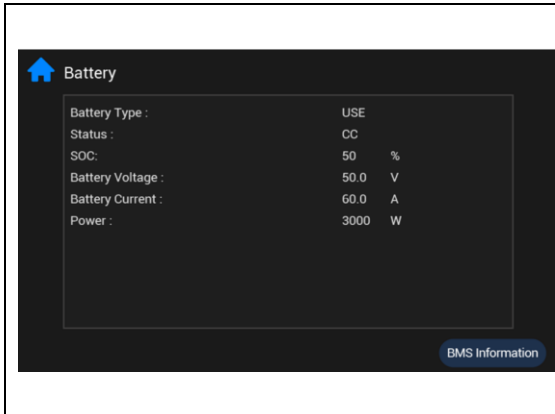 Battery
Battery Type : USE
Status : CC
SOC: 50 %
Battery Voltage : 50.0 V
Battery Current : 60.0 A
Power : 3000 W
BMS Information